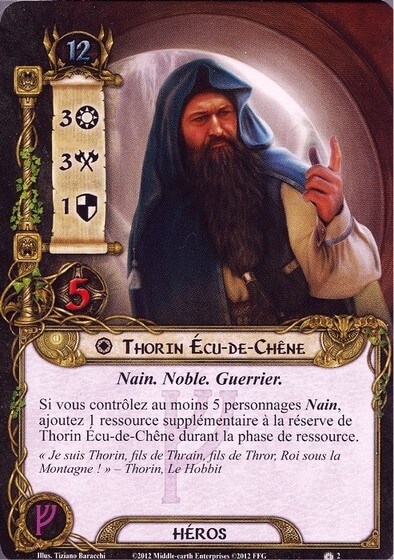 12
3
3
1
5
Thorin Écu-de-Chêne
Nain. Noble. Guerrier.
Si vous contrôlez au moins 5 personnages Nain,
ajoutez 1 ressource supplémentaire à la réserve de
Thorin Écu-de-Chêne durant la phase de ressource.
« Je suis Thorin, fils de Thrain, fils de Thror, Roi sous la
Montagne ! » – Thorin, Le Hobbit
HÉROS
Illus. Tiziano Baracchi ©2012 Middle-earth Enterprises ©2012 FFG 2